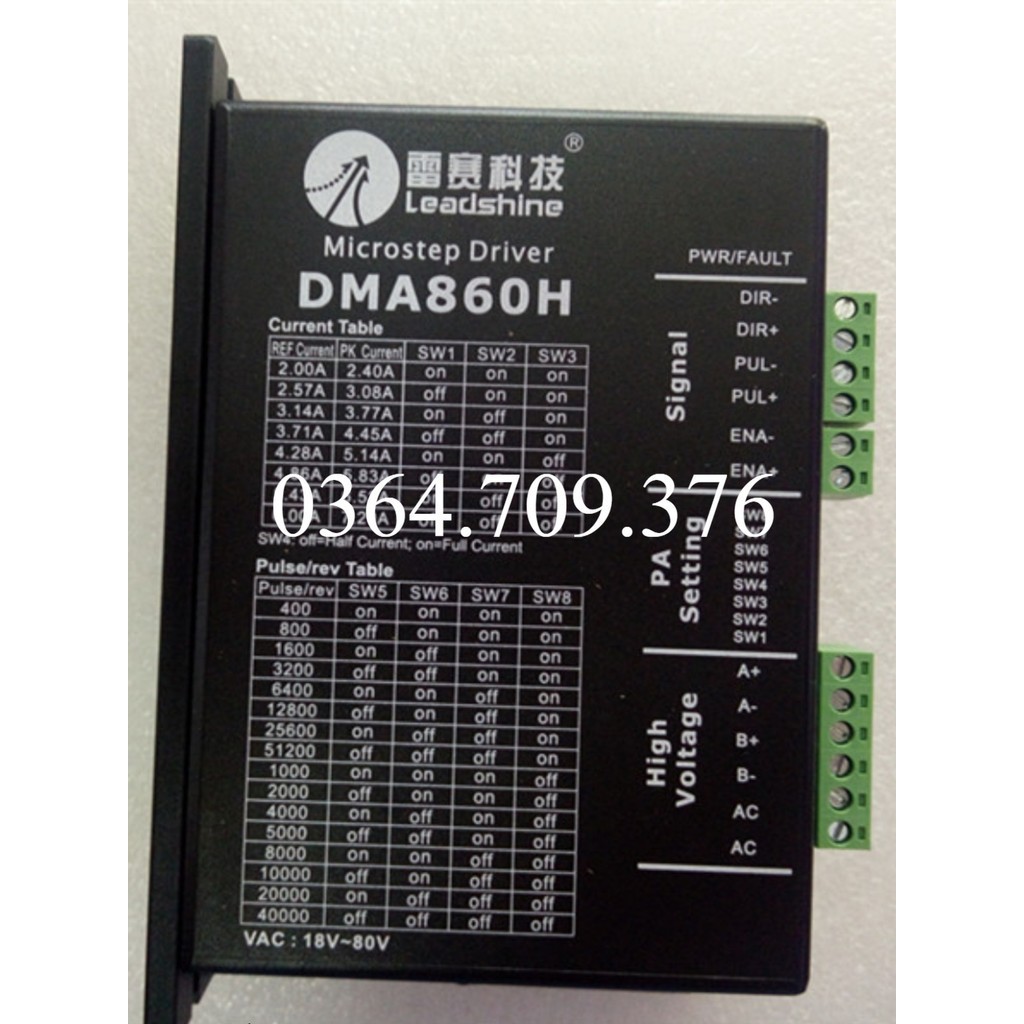 雷赛科技®
Leadshine
Microstep Driver
DMA860H
Current Table
REF Current PK Current SW1 SW2 SW3
2.00A 2.40A on on on
2.57A 3.08A off on on
3.14A 3.77A on off on
3.71A 4.45A off off on
4.28A 5.14A on on off
4.86A 5.83A off
0364.709.376
SW4: off=Half Current; on=Full Current
Pulse/rev Table
Pulse/rev SW5 SW6 SW7 SW8
400 on on on on
800 off on on on
1600 on off on on
3200 off off on on
6400 on on off on
12800 off on off on
25600 on off off on
51200 off off off on
1000 on on on off
2000 off on on off
4000 on off on off
5000 off off on off
8000 on on off off
10000 off on off off
20000 on off off off
40000 off off off off
VAC : 18V~80V
PWR/FAULT
Signal
DIR-
DIR+
PUL-
PUL+
ENA-
ENA+
PA Setting
SW8
SW7
SW6
SW5
SW4
SW3
SW2
SW1
High Voltage
A+
A-
B+
B-
AC
AC